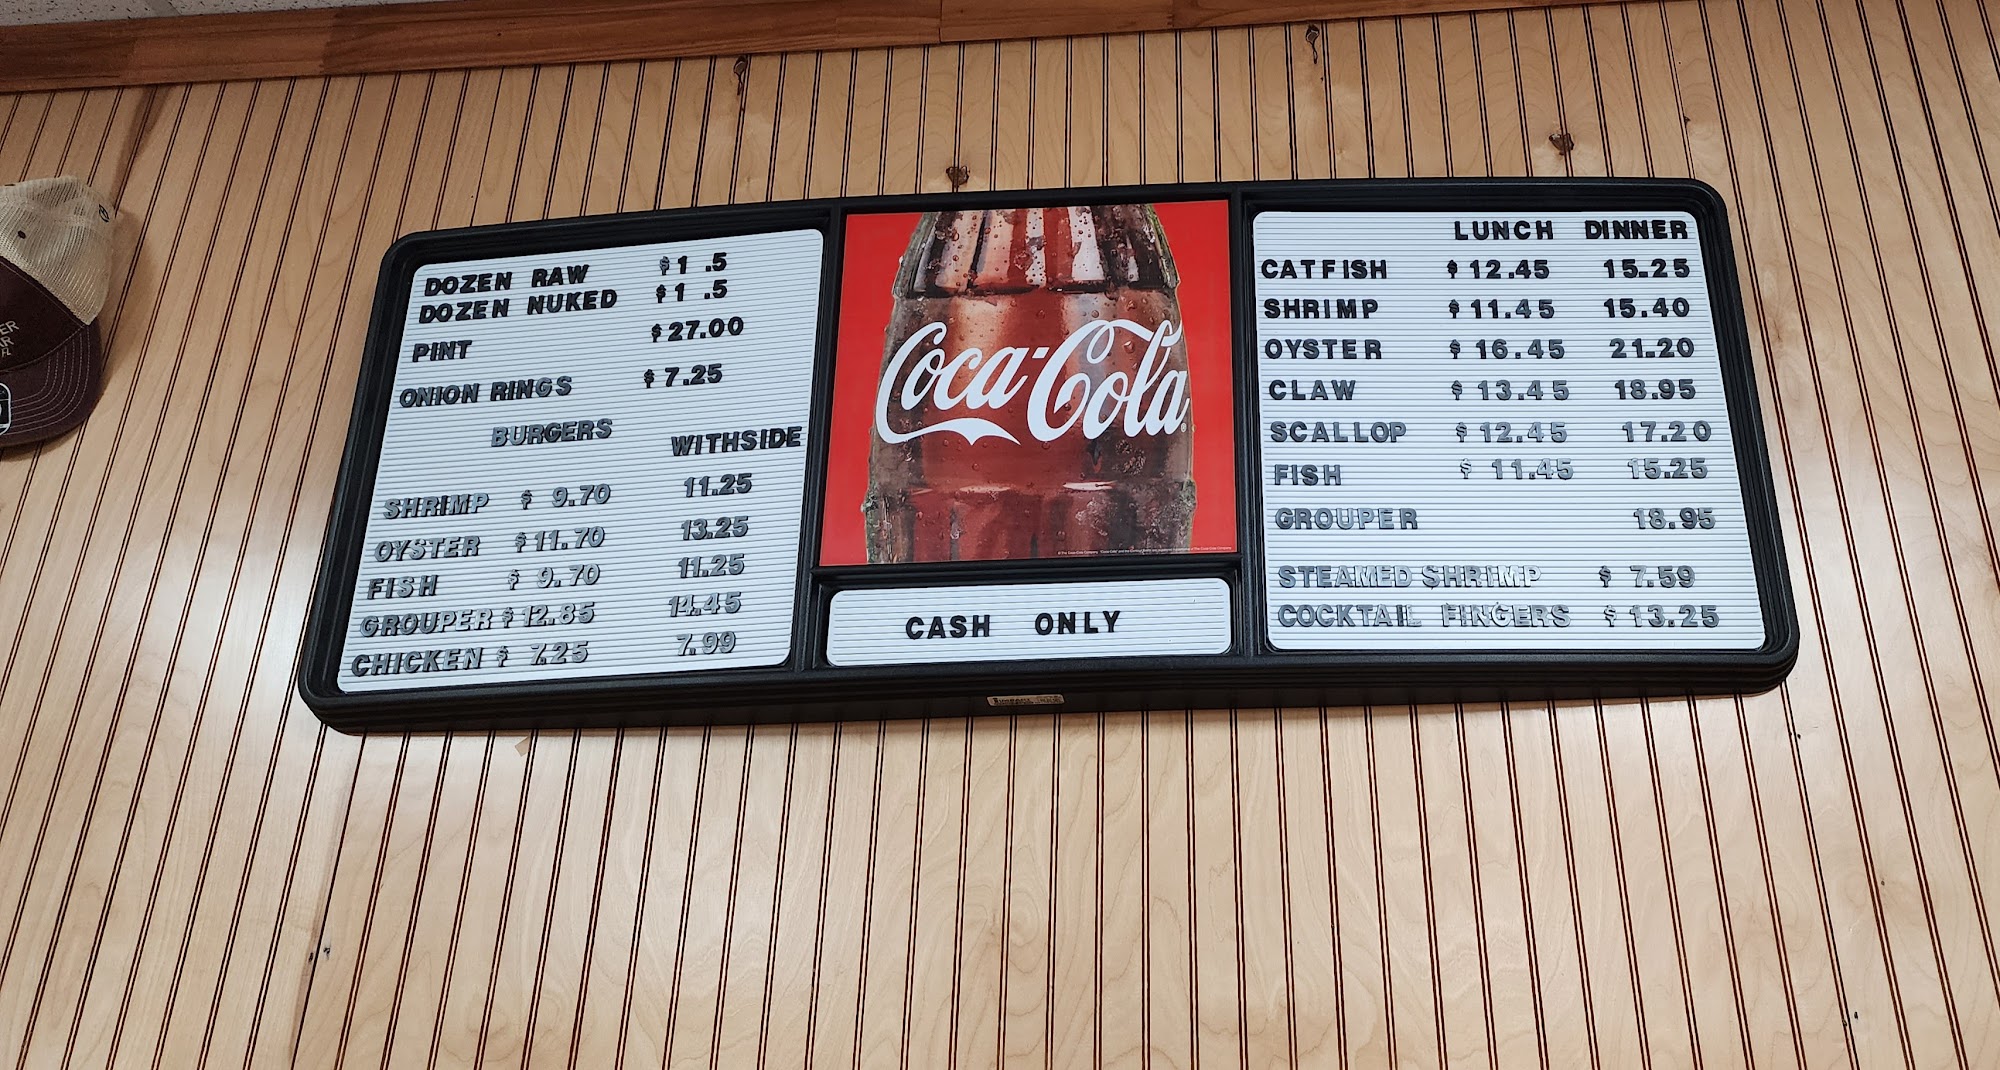 DOZEN RAW $1 .5
DOZEN NUKED $1 .5
PINT $27.00
ONION RINGS $7.25
BURGERS WITHSIDE
SHRIMP $ 9.70 11.25
OYSTER $11.70 13.25
FISH $ 9.70 11.25
GROUPER $12.85 14.45
CHICKEN $ 7.25 7.99
Coca-Cola
CASH ONLY
LUNCH DINNER
CATFISH $12.45 15.25
SHRIMP $11.45 15.40
OYSTER $16.45 21.20
CLAW $13.45 18.95
SCALLOP $12.45 17.20
FISH $11.45 15.25
GROUPER 18.95
STEAMED SHRIMP $7.59
COCKTAIL FINGERS $13.25